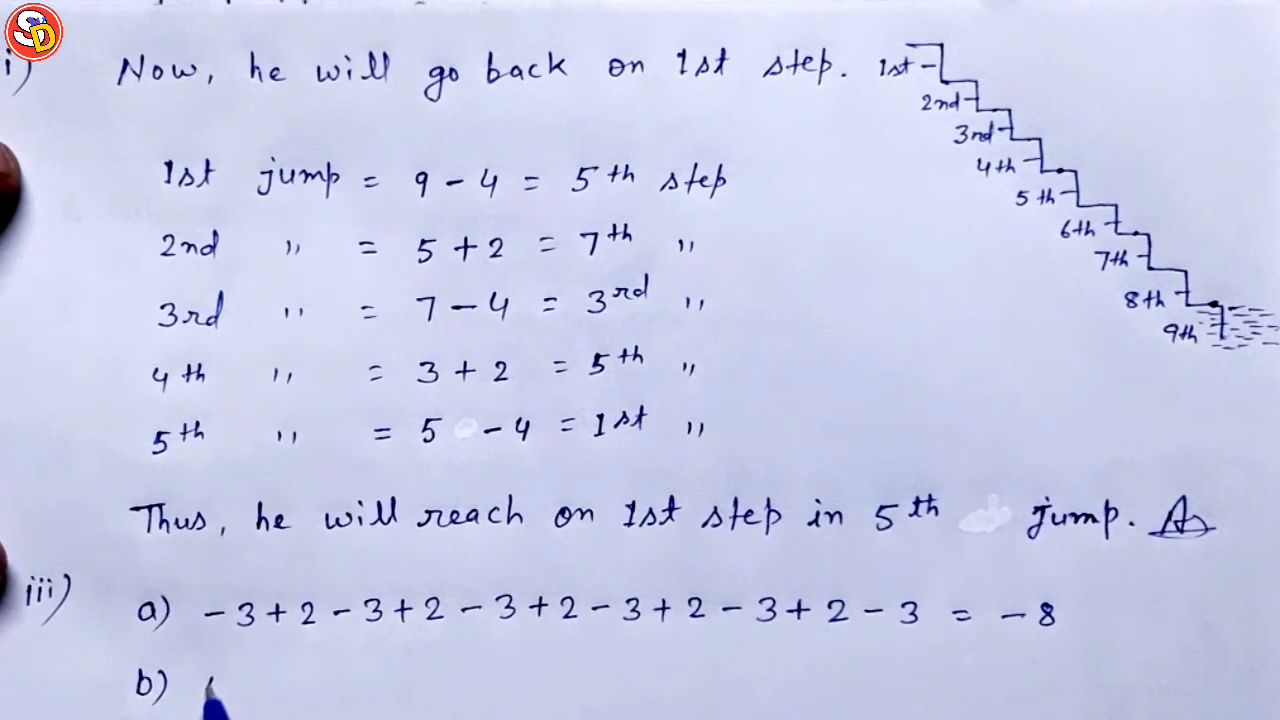 SD
i) Now, he will go back on 1st step.
1st jump = 9 - 4 = 5th step
2nd " = 5 + 2 = 7th "
3rd " = 7 - 4 = 3rd "
4th " = 3 + 2 = 5th "
5th " = 5 - 4 = 1st "
Thus, he will reach on 1st step in 5th jump.
iii) a) - 3 + 2 - 3 + 2 - 3 + 2 - 3 + 2 - 3 + 2 - 3 = - 8
b)
1st
2nd
3rd
4th
5th
6th
7th
8th
9th